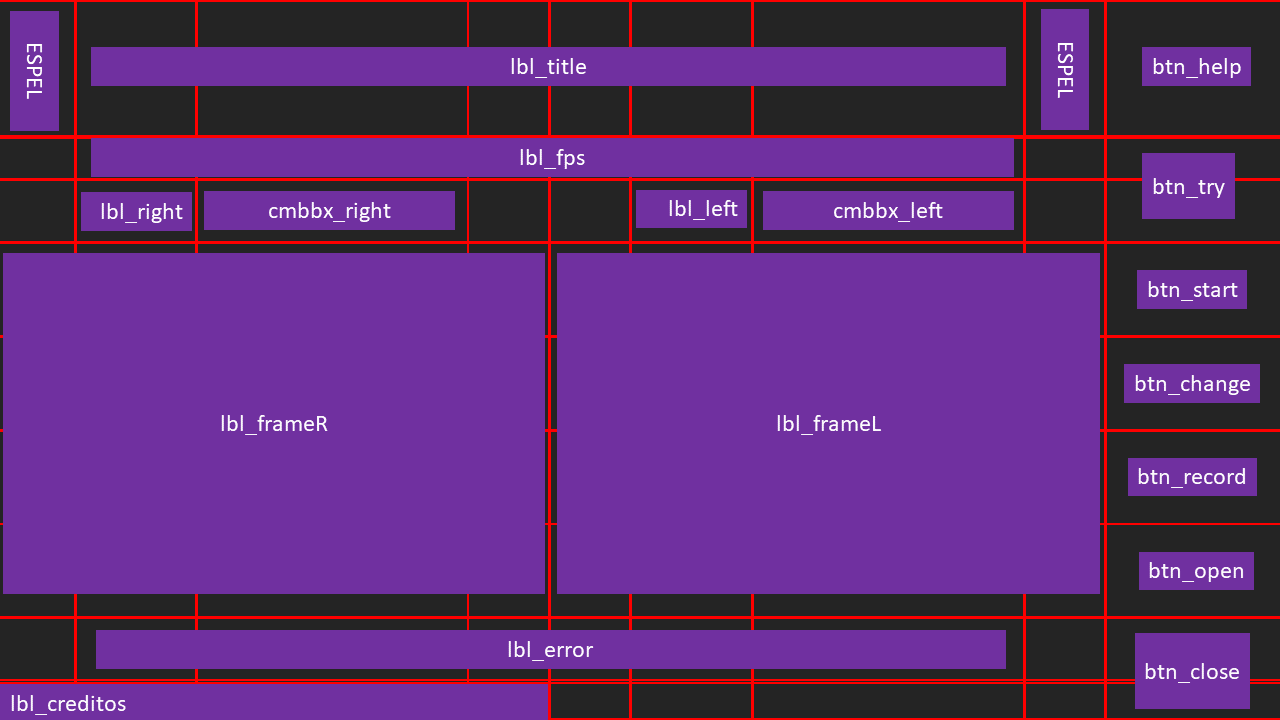 ESPEL
lbl_title
ESPEL
btn_help
lbl_fps
btn_try
lbl_right
cmbbx_right
lbl_left
cmbbx_left
btn_start
lbl_frameR
lbl_frameL
btn_change
btn_record
btn_open
lbl_error
btn_close
lbl_creditos